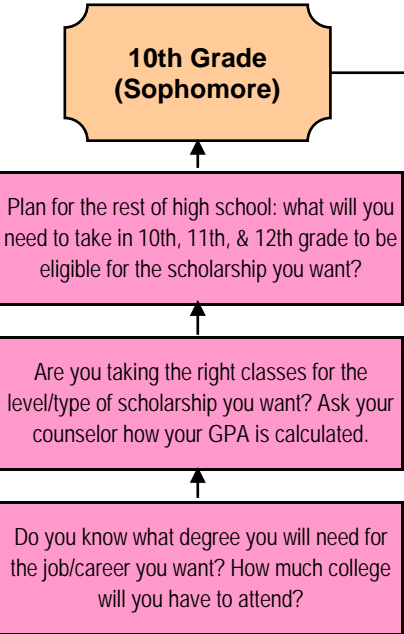 10th Grade
(Sophomore)
Plan for the rest of high school: what will you
need to take in 10th, 11th, & 12th grade to be
eligible for the scholarship you want?
Are you taking the right classes for the
level/type of scholarship you want? Ask your
counselor how your GPA is calculated.
Do you know what degree you will need for
the job/career you want? How much college
will you have to attend?